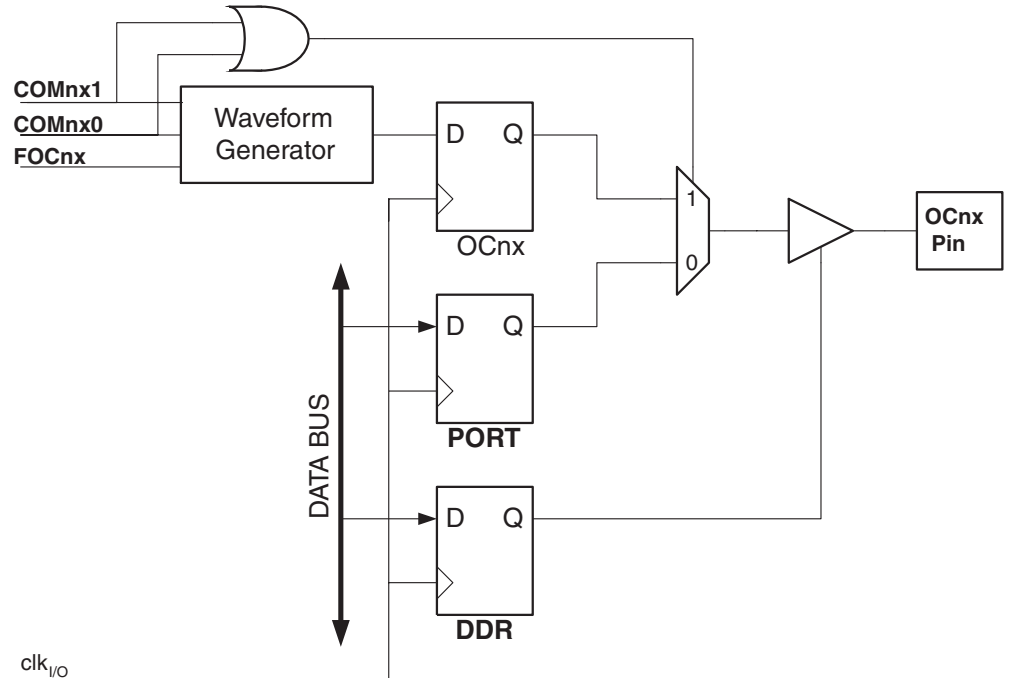 COMnx1
COMnx0
FOCnx
Waveform
Generator
D Q
OCnx
1
0
OCnx
Pin
D Q
PORT
DATA BUS
D Q
DDR
clkI/O